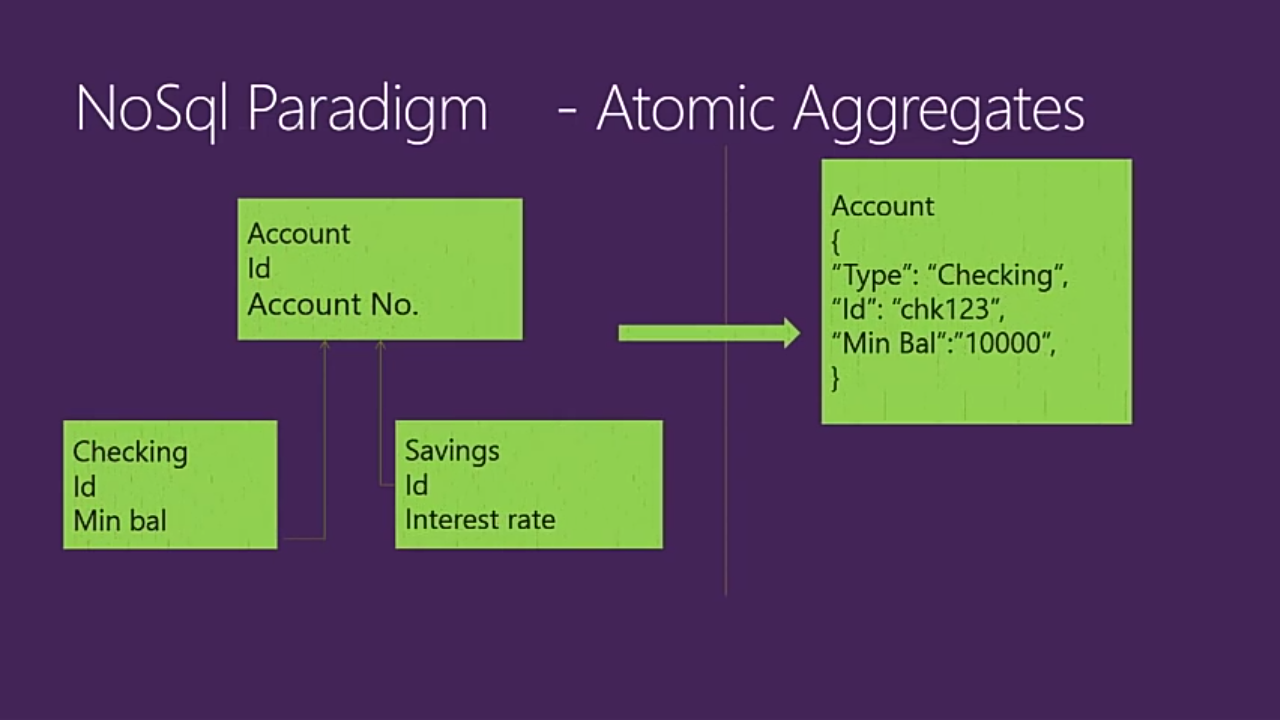 NoSql Paradigm - Atomic Aggregates
Account
Id
Account No.
Checking
Id
Min bal
Savings
Id
Interest rate
Account
{
“Type”: “Checking”,
“Id”: “chk123”,
“Min Bal”:”10000”,
}